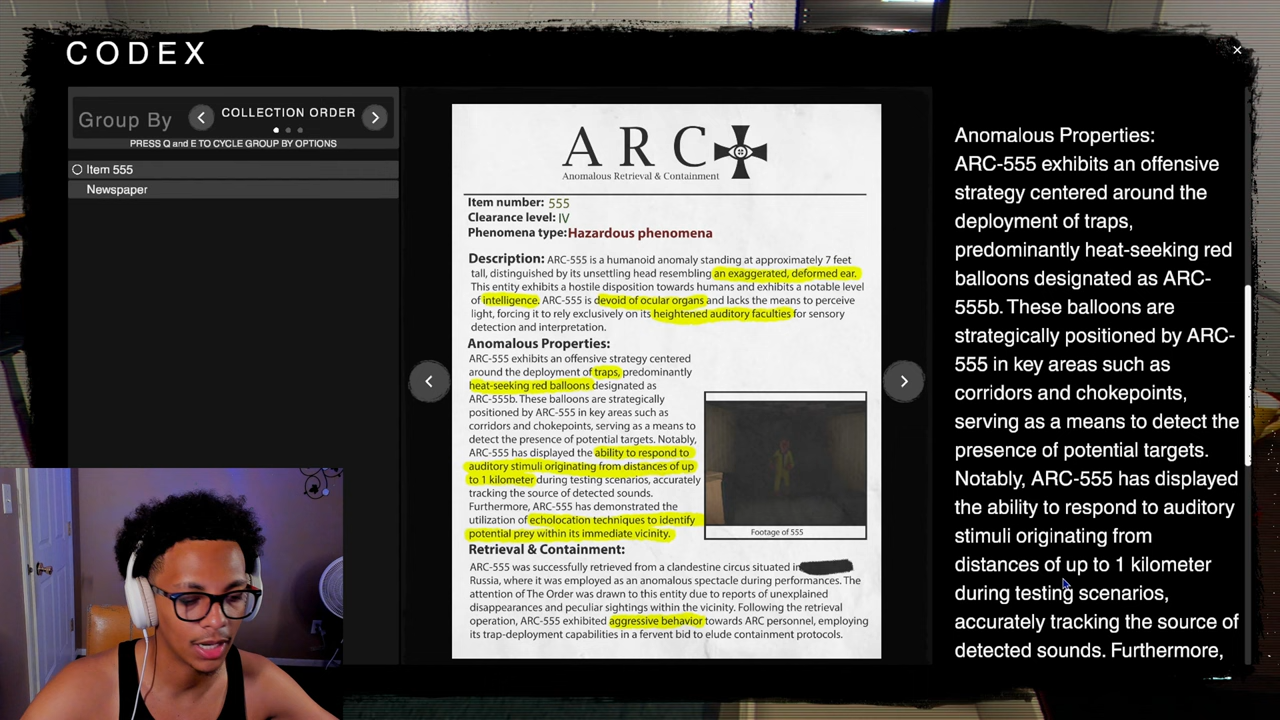 CODEX
×
Group By
COLLECTION ORDER
PRESS Q and E TO CYCLE GROUP BY OPTIONS
Item 555
Newspaper
ARC
Anomalous Retrieval & Containment
Item number: 555
Clearance level: IV
Phenomena type: Hazardous phenomena
Description: ARC-555 is a humanoid anomaly standing at approximately 7 feet
tall, distinguished by its unsettling head resembling an exaggerated, deformed ear.
This entity exhibits a hostile disposition towards humans and exhibits a notable level
of intelligence. ARC-555 is devoid of ocular organs and lacks the means to perceive
light, forcing it to rely exclusively on its heightened auditory faculties for sensory
detection and interpretation.
Anomalous Properties:
ARC-555 exhibits an offensive strategy centered
around the deployment of traps, predominantly
heat-seeking red balloons designated as
ARC-555b. These balloons are strategically
positioned by ARC-555 in key areas such as
corridors and chokepoints, serving as a means to
detect the presence of potential targets. Notably,
ARC-555 has displayed the ability to respond to
auditory stimuli originating from distances of up
to 1 kilometer during testing scenarios, accurately
tracking the source of detected sounds.
Furthermore, ARC-555 has demonstrated the
utilization of echolocation techniques to identify
potential prey within its immediate vicinity.
Footage of 555
Retrieval & Containment:
ARC-555 was successfully retrieved from a clandestine circus situated in
Russia, where it was employed as an anomalous spectacle during performances. The
attention of The Order was drawn to this entity due to reports of unexplained
disappearances and peculiar sightings within the vicinity. Following the retrieval
operation, ARC-555 exhibited aggressive behavior towards ARC personnel, employing
its trap-deployment capabilities in a fervent bid to elude containment protocols.
Anomalous Properties:
ARC-555 exhibits an offensive
strategy centered around the
deployment of traps,
predominantly heat-seeking red
balloons designated as ARC-
555b. These balloons are
strategically positioned by ARC-
555 in key areas such as
corridors and chokepoints,
serving as a means to detect the
presence of potential targets.
Notably, ARC-555 has displayed
the ability to respond to auditory
stimuli originating from
distances of up to 1 kilometer
during testing scenarios,
accurately tracking the source of
detected sounds. Furthermore,